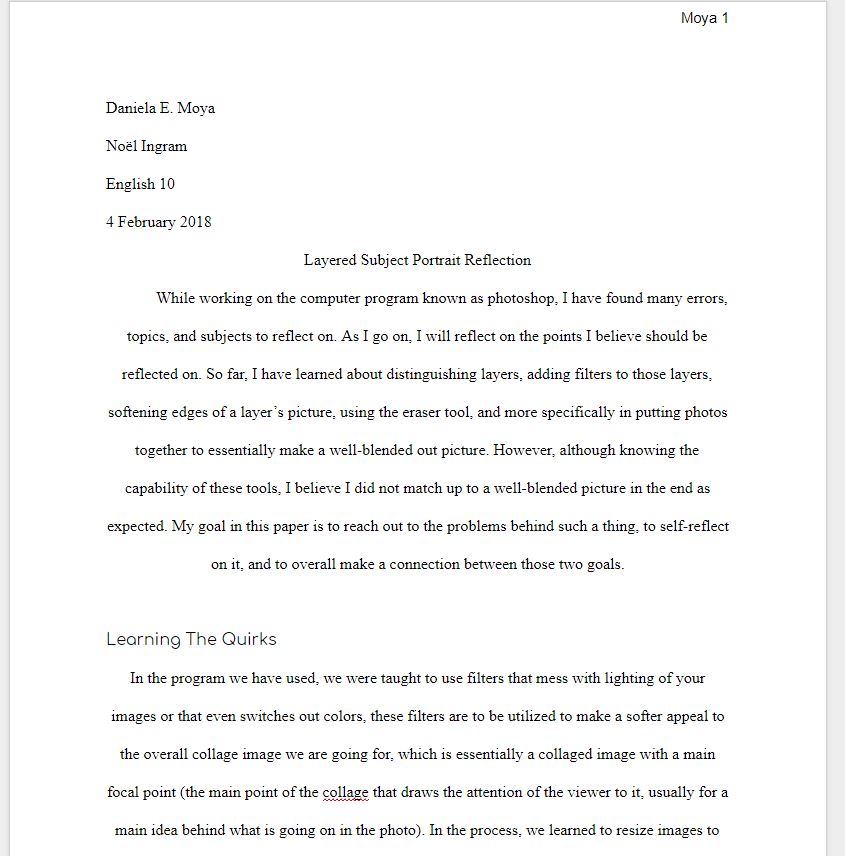 Moya 1
Daniela E. Moya
Noël Ingram
English 10
4 February 2018
Layered Subject Portrait Reflection
While working on the computer program known as photoshop, I have found many errors,
topics, and subjects to reflect on. As I go on, I will reflect on the points I believe should be
reflected on. So far, I have learned about distinguishing layers, adding filters to those layers,
softening edges of a layer’s picture, using the eraser tool, and more specifically in putting photos
together to essentially make a well-blended out picture. However, although knowing the
capability of these tools, I believe I did not match up to a well-blended picture in the end as
expected. My goal in this paper is to reach out to the problems behind such a thing, to self-reflect
on it, and to overall make a connection between those two goals.
Learning The Quirks
In the program we have used, we were taught to use filters that mess with lighting of your
images or that even switches out colors, these filters are to be utilized to make a softer appeal to
the overall collage image we are going for, which is essentially a collaged image with a main
focal point (the main point of the collage that draws the attention of the viewer to it, usually for a
main idea behind what is going on in the photo). In the process, we learned to resize images to